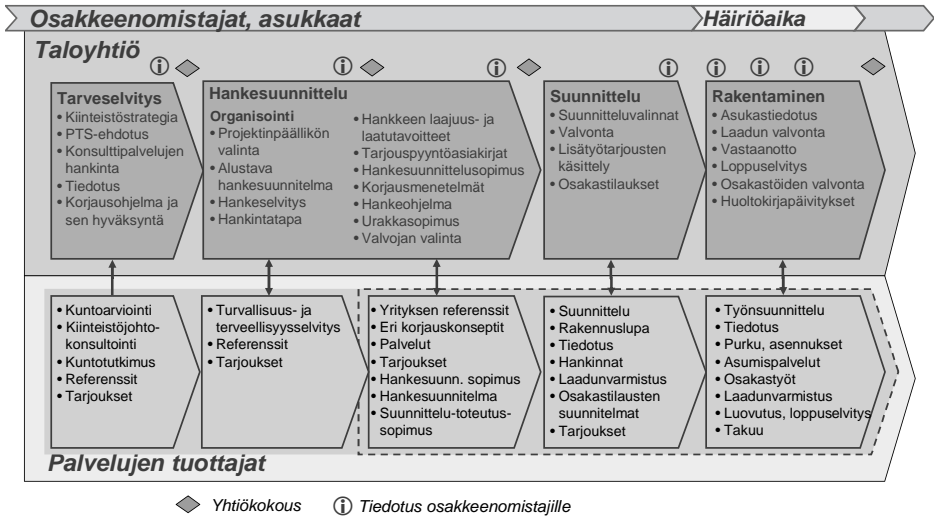 Osakkeenomistajat, asukkaat
Häiriöaika
Taloyhtiö
Tarveselvitys
• Kiinteistöstrategia
• PTS-ehdotus
• Konsulttipalvelujen
hankinta
• Tiedotus
• Korjausohjelma ja
sen hyväksyntä
Hankesuunnittelu
Organisointi
• Projektinpäällikön
valinta
• Alustava
hankesuunnitelma
• Hankeselvitys
• Hankintatapa
• Hankkeen laajuus- ja
laatutavoitteet
• Tarjouspyyntöasiakirjat
• Hankesuunnittelusopimus
• Korjausmenetelmät
• Hankeohjelma
• Urakkasopimus
• Valvojan valinta
Suunnittelu
• Suunnitteluvalinnat
• Valvonta
• Lisätyötarjousten
käsittely
• Osakastilaukset
Rakentaminen
• Asukastiedotus
• Laadun valvonta
• Vastaanotto
• Loppuselvitys
• Osakastöiden valvonta
• Huoltokirjapäivitykset
• Kuntoarviointi
• Kiinteistöjohto-
konsultointi
• Kuntotutkimus
• Referenssit
• Tarjoukset
• Turvallisuus- ja
terveellisyysselvitys
• Referenssit
• Tarjoukset
• Yrityksen referenssit
• Eri korjauskonseptit
• Palvelut
• Tarjoukset
• Hankesuunn. sopimus
• Hankesuunnitelma
• Suunnittelu-toteutus-
sopimus
• Suunnittelu
• Rakennuslupa
• Tiedotus
• Hankinnat
• Laadunvarmistus
• Osakastilausten
suunnitelmat
• Tarjoukset
• Työnsuunnittelu
• Tiedotus
• Purku, asennukset
• Asumispalvelut
• Osakastyöt
• Laadunvarmistus
• Luovutus, loppuselvitys
• Takuu
Palvelujen tuottajat
Yhtiökokous
i Tiedotus osakkeenomistajille